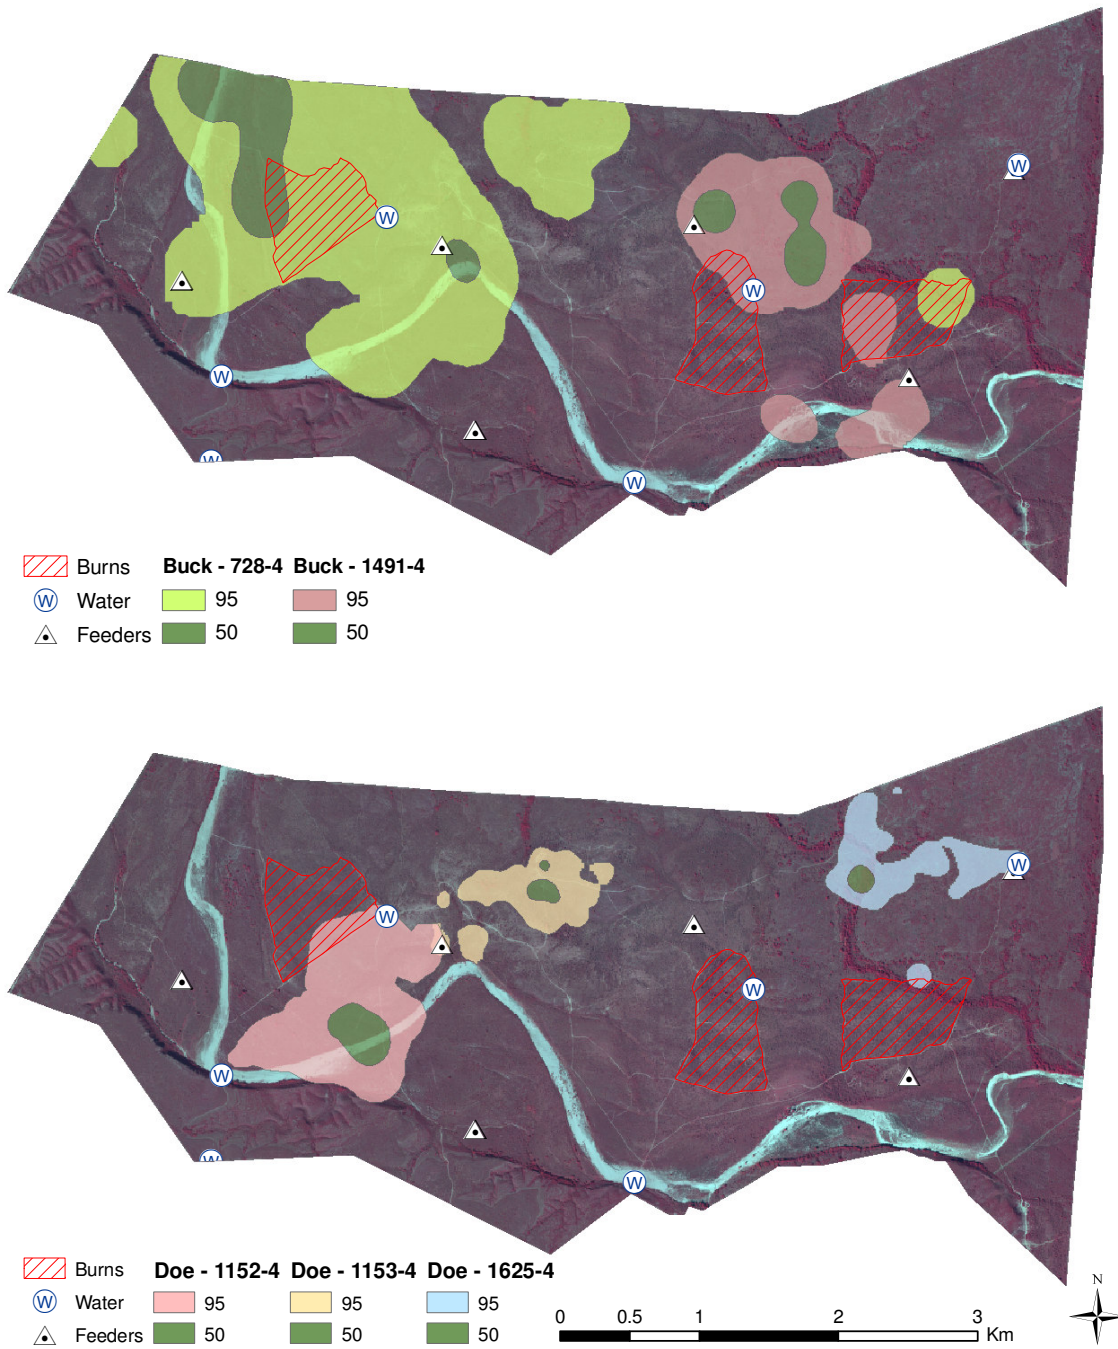 W
W
W
W
W
W
Burns Buck - 728-4 Buck - 1491-4
W Water 95 95
Feeders 50 50
W
W
W
W
W
W
Burns Doe - 1152-4 Doe - 1153-4 Doe - 1625-4
W Water 95 95 95
Feeders 50 50 50
0 0.5 1 2 3
Km
N